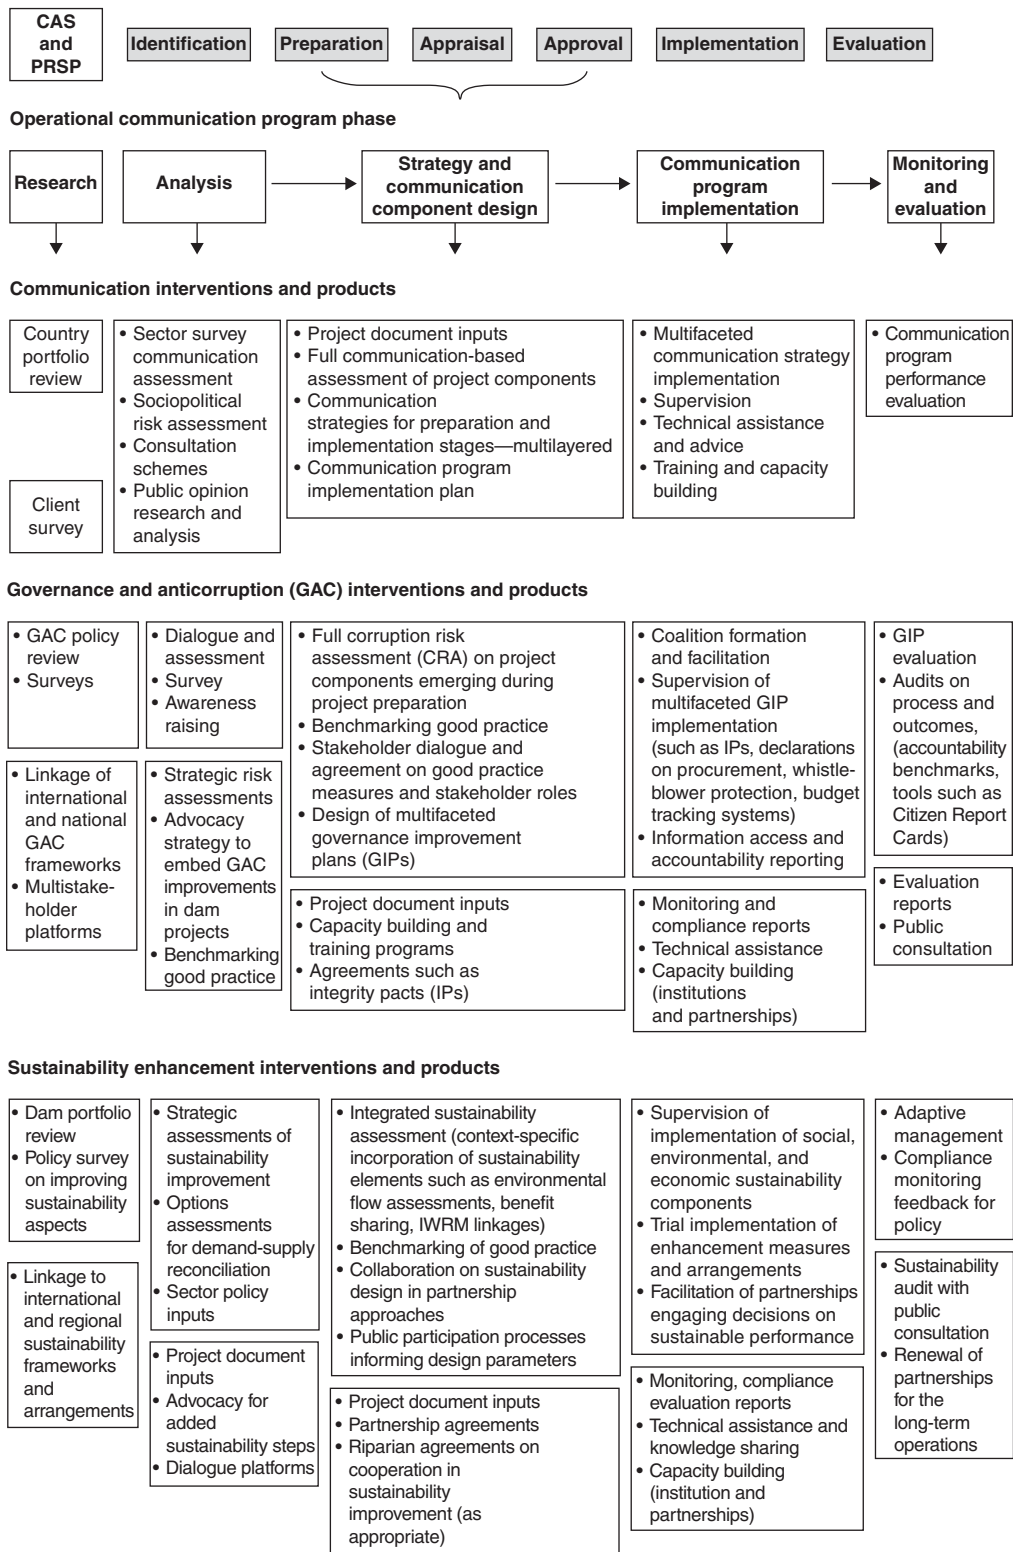 CAS
and
PRSP
Identification
Preparation
Appraisal
Approval
Implementation
Evaluation
Operational communication program phase
Research
Analysis
Strategy and
communication
component design
Communication
program
implementation
Monitoring
and
evaluation
Communication interventions and products
Country
portfolio
review
Client
survey
• Sector survey
communication
assessment
• Sociopolitical
risk assessment
• Consultation
schemes
• Public opinion
research and
analysis
• Project document inputs
• Full communication-based
assessment of project components
• Communication
strategies for preparation and
implementation stages—multilayered
• Communication program
implementation plan
• Multifaceted
communication strategy
implementation
• Supervision
• Technical assistance
and advice
• Training and capacity
building
• Communication
program
performance
evaluation
Governance and anticorruption (GAC) interventions and products
• GAC policy
review
• Surveys
• Linkage of
international
and national
GAC
frameworks
• Multistake-
holder
platforms
• Dialogue and
assessment
• Survey
• Awareness
raising
• Strategic risk
assessments
• Advocacy
strategy to
embed GAC
improvements
in dam
projects
• Benchmarking
good practice
• Full corruption risk
assessment (CRA) on project
components emerging during
project preparation
• Benchmarking good practice
• Stakeholder dialogue and
agreement on good practice
measures and stakeholder roles
• Design of multifaceted
governance improvement
plans (GIPs)
• Project document inputs
• Capacity building and
training programs
• Agreements such as
integrity pacts (IPs)
• Coalition formation
and facilitation
• Supervision of
multifaceted GIP
implementation
(such as IPs, declarations
on procurement, whistle-
blower protection, budget
tracking systems)
• Information access and
accountability reporting
• Monitoring and
compliance reports
• Technical assistance
• Capacity building
(institutions
and partnerships)
• GIP
evaluation
• Audits on
process and
outcomes,
(accountability
benchmarks,
tools such as
Citizen Report
Cards)
• Evaluation
reports
• Public
consultation
Sustainability enhancement interventions and products
• Dam portfolio
review
• Policy survey
on improving
sustainability
aspects
• Linkage to
international
and regional
sustainability
frameworks
and
arrangements
• Strategic
assessments of
sustainability
improvement
• Options
assessments
for demand-supply
reconciliation
• Sector policy
inputs
• Project document
inputs
• Advocacy for
added
sustainability steps
• Dialogue platforms
• Integrated sustainability
assessment (context-specific
incorporation of sustainability
elements such as environmental
flow assessments, benefit
sharing, IWRM linkages)
• Benchmarking of good practice
• Collaboration on sustainability
design in partnership
approaches
• Public participation processes
informing design parameters
• Project document inputs
• Partnership agreements
• Riparian agreements on
cooperation in
sustainability
improvement (as
appropriate)
• Supervision of
implementation of social,
environmental, and
economic sustainability
components
• Trial implementation of
enhancement measures
and arrangements
• Facilitation of partnerships
engaging decisions on
sustainable performance
• Monitoring, compliance
evaluation reports
• Technical assistance and
knowledge sharing
• Capacity building
(institution and
partnerships)
• Adaptive
management
• Compliance
monitoring
feedback for
policy
• Sustainability
audit with
public
consultation
• Renewal of
partnerships
for the
long-term
operations